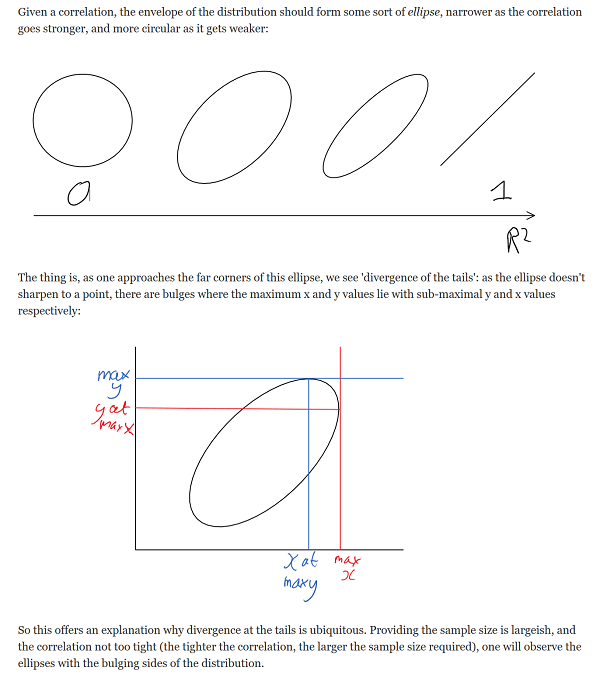 Given a correlation, the envelope of the distribution should form some sort of ellipse, narrower as the correlation
goes stronger, and more circular as it gets weaker:
0
1
R²
The thing is, as one approaches the far corners of this ellipse, we see 'divergence of the tails': as the ellipse doesn't
sharpen to a point, there are bulges where the maximum x and y values lie with sub-maximal y and x values
respectively:
max
y
y at
max x
x at
max y
max
x
So this offers an explanation why divergence at the tails is ubiquitous. Providing the sample size is largeish, and
the correlation not too tight (the tighter the correlation, the larger the sample size required), one will observe the
ellipses with the bulging sides of the distribution.